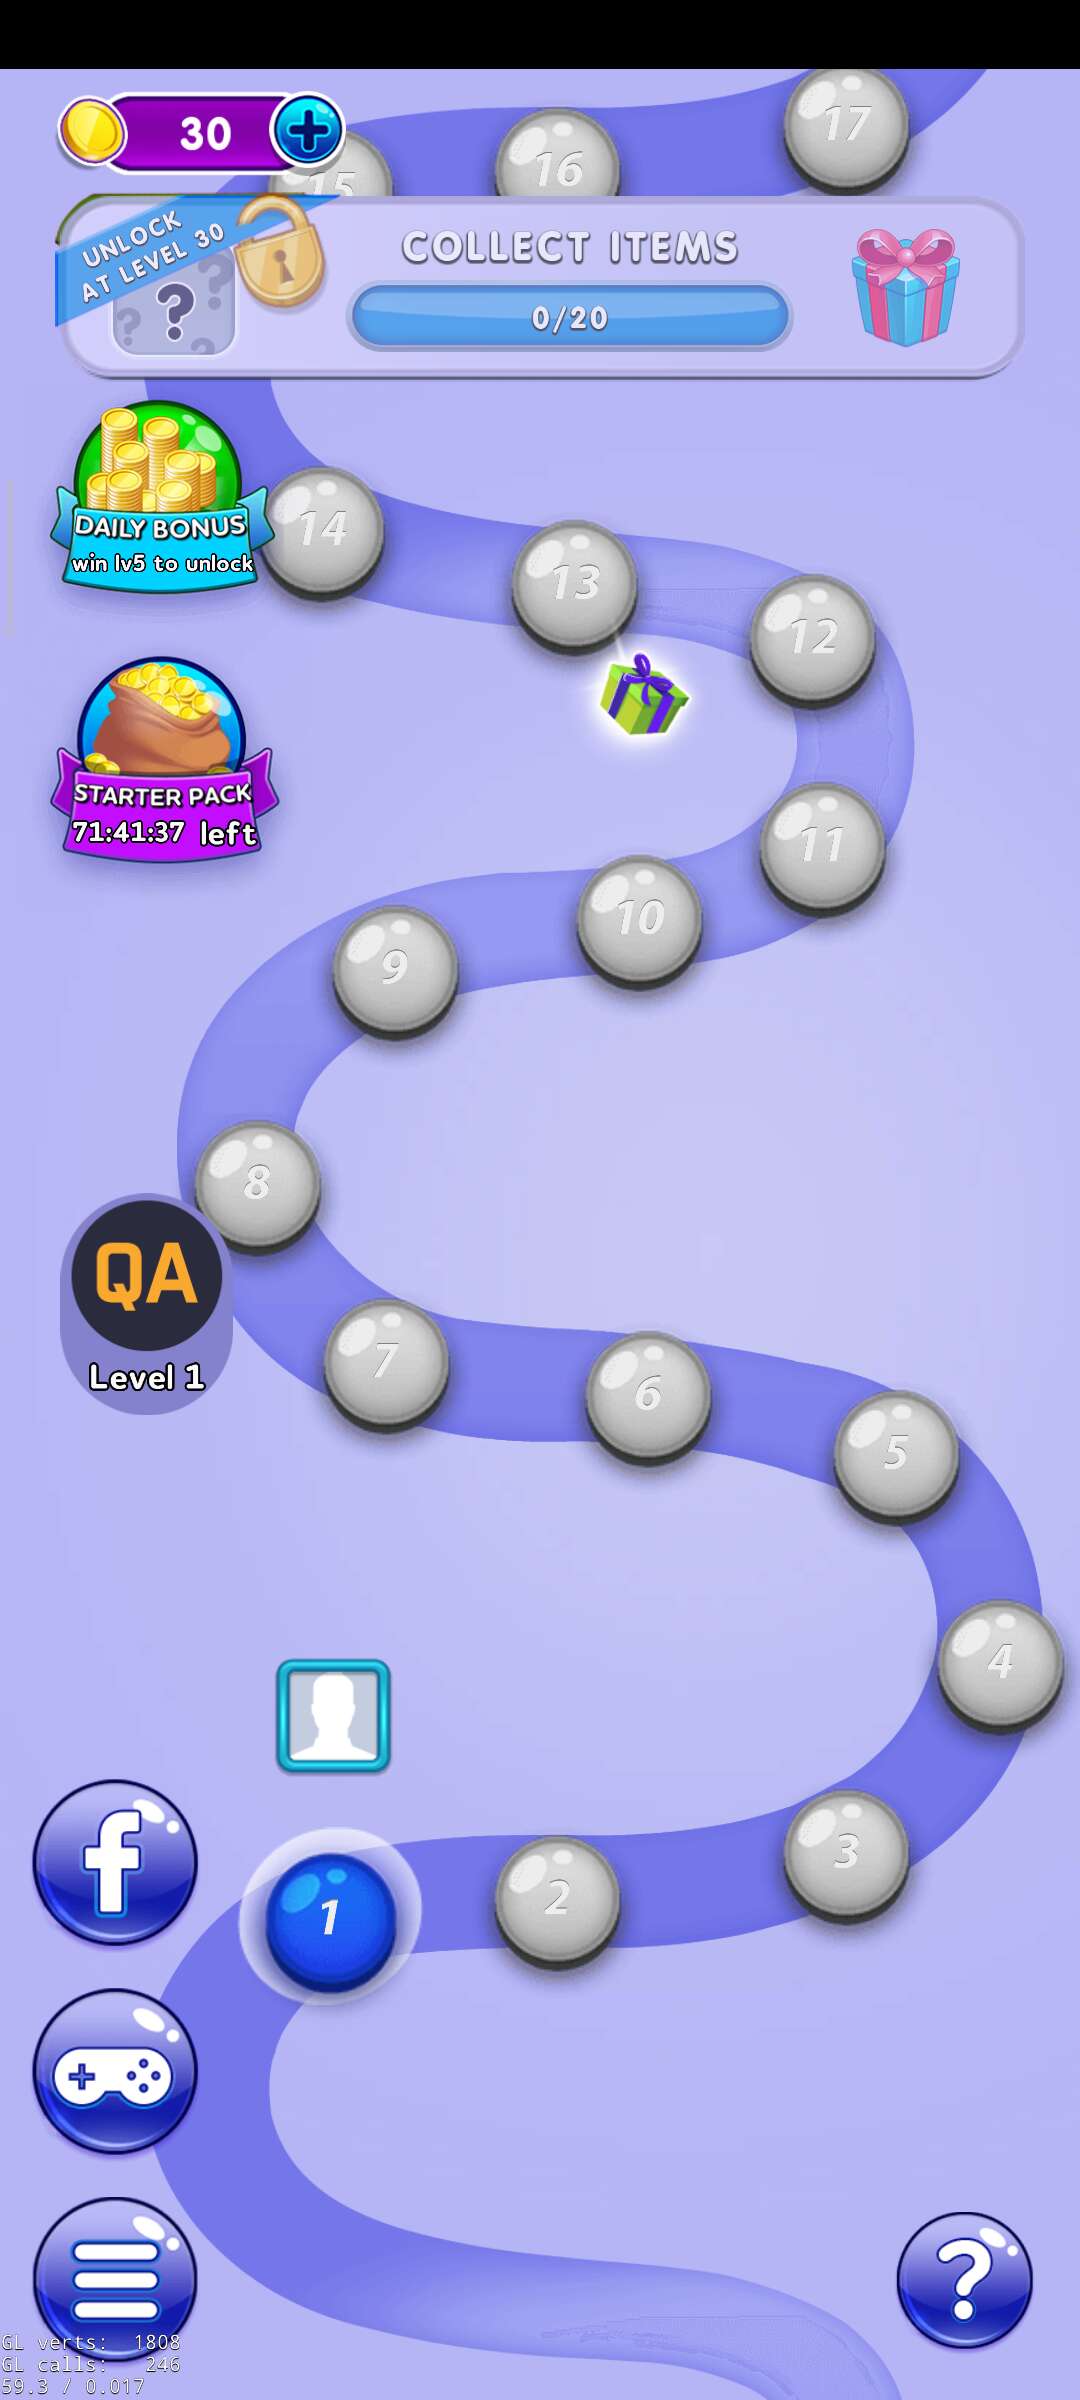 30
17
16
15
UNLOCK
AT LEVEL 30
COLLECT ITEMS
0/20
?
DAILY BONUS
win lv5 to unlock
14
13
12
STARTER PACK
71:41:37 left
11
10
9
8
QA
Level 1
7
6
5
4
f
3
2
1
?
GL verts: 1808
GL calls: 246
59.3 / 0.017